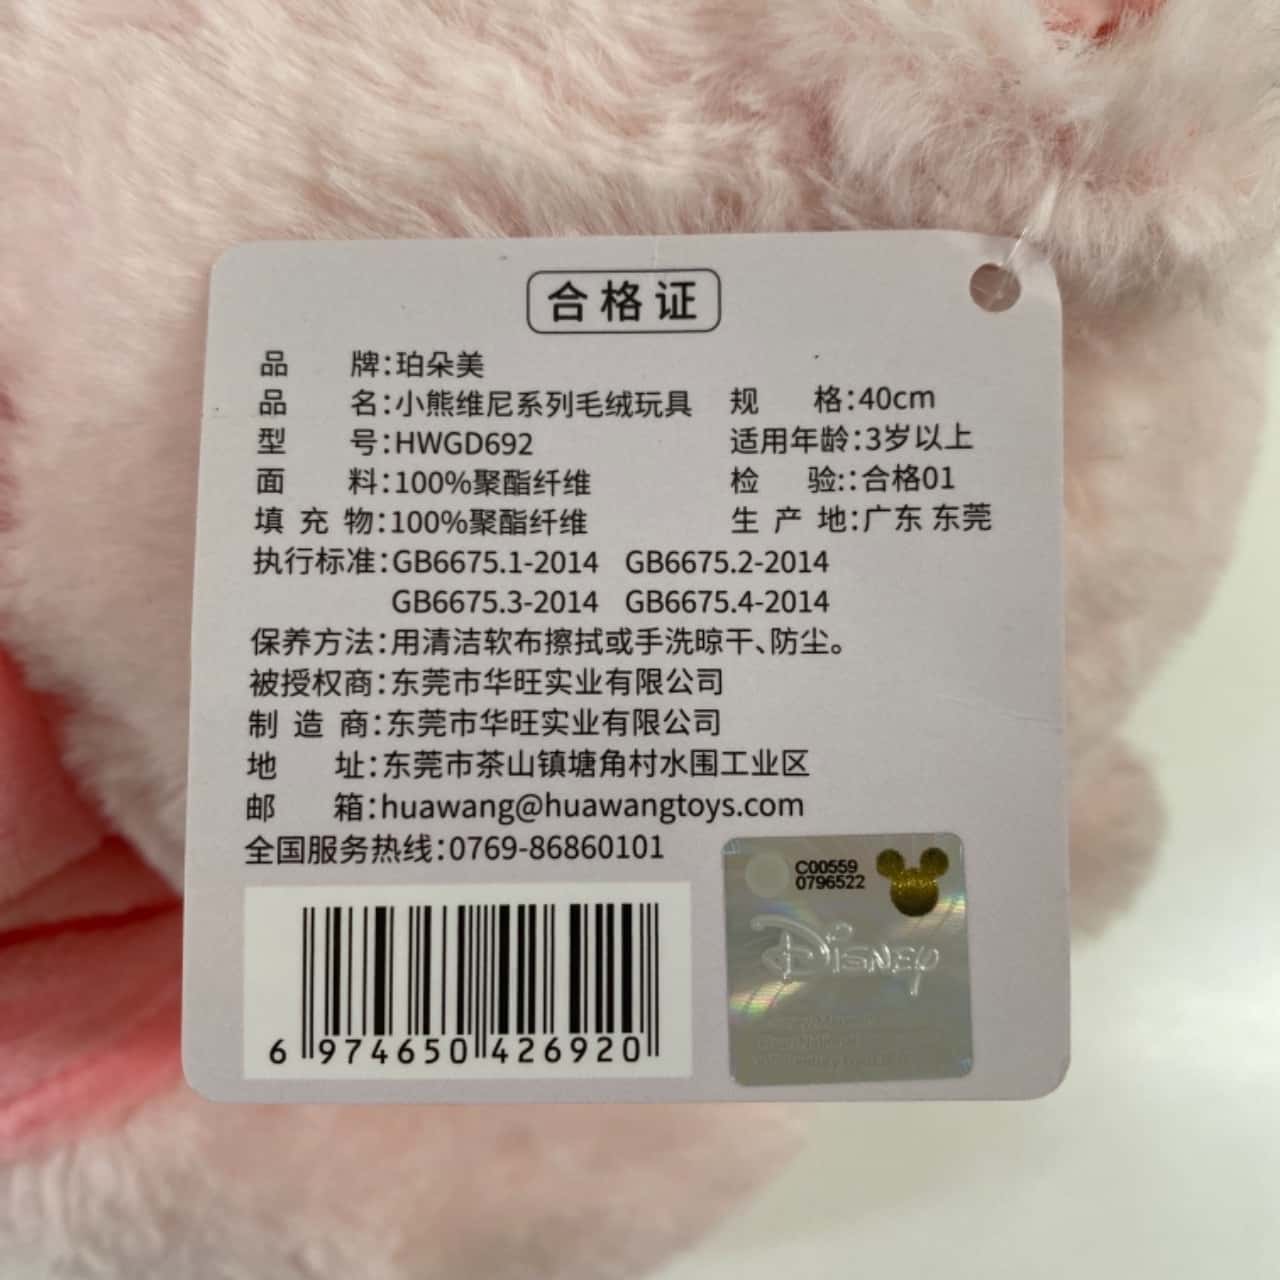 合格证
品 牌:珀朵美
品 名:小熊维尼系列毛绒玩具 规 格:40cm
型 号:HWGD692 适用年龄:3岁以上
面 料:100%聚酯纤维 检 验::合格01
填 充 物:100%聚酯纤维 生 产 地:广东 东莞
执行标准:GB6675.1-2014 GB6675.2-2014
GB6675.3-2014 GB6675.4-2014
保养方法:用清洁软布擦拭或手洗晾干、防尘。
被授权商:东莞市华旺实业有限公司
制 造 商:东莞市华旺实业有限公司
地 址:东莞市茶山镇塘角村水围工业区
邮 箱:huawang@huawangtoys.com
全国服务热线:0769-86860101
C00559
0796522
DISNEY
6 974650 426920